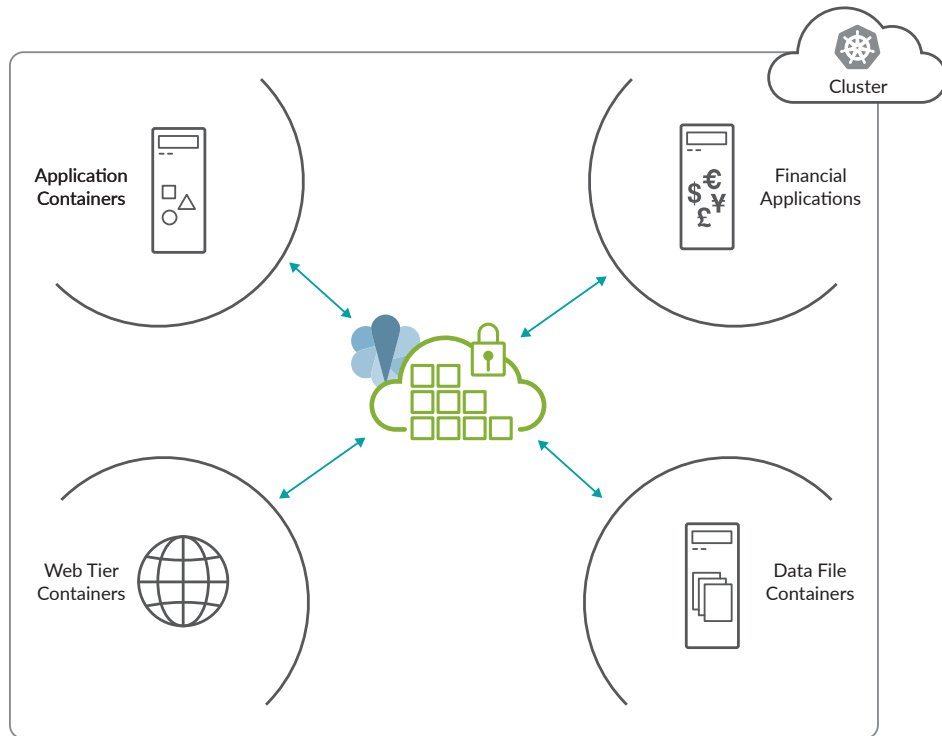 Cluster
Application
Containers
Financial
Applications
$ €
£ ¥
Web Tier
Containers
Data File
Containers